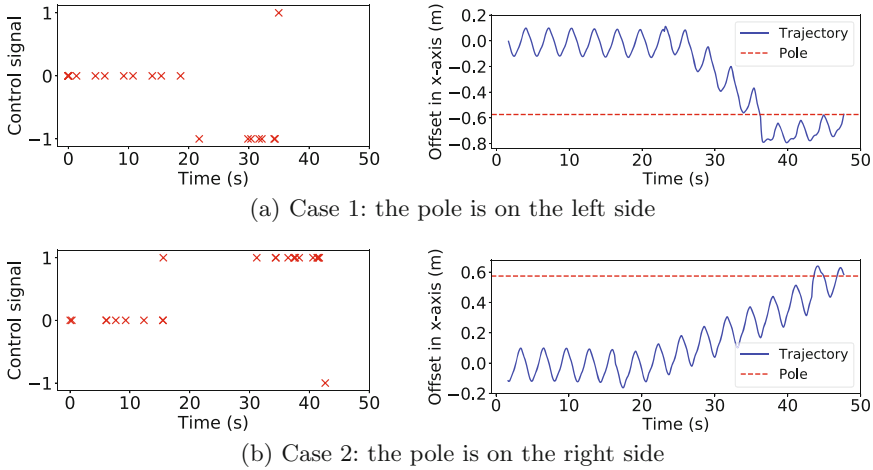 Control signal
1
0
−1
0
10
20
30
40
50
Time (s)
Offset in x-axis (m)
0.2
0.0
−0.2
−0.4
−0.6
−0.8
Trajectory
Pole
0
10
20
30
40
50
Time (s)
(a) Case 1: the pole is on the left side
Control signal
1
0
−1
0
10
20
30
40
50
Time (s)
Offset in x-axis (m)
0.6
0.4
0.2
0.0
−0.2
Trajectory
Pole
0
10
20
30
40
50
Time (s)
(b) Case 2: the pole is on the right side